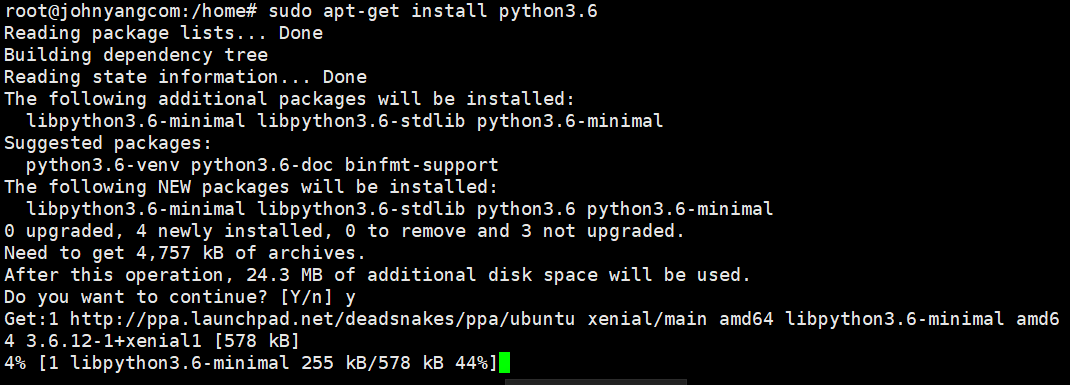 root@johnyangcom:/home# sudo apt-get install python3.6
Reading package lists... Done
Building dependency tree
Reading state information... Done
The following additional packages will be installed:
  libpython3.6-minimal libpython3.6-stdlib python3.6-minimal
Suggested packages:
  python3.6-venv python3.6-doc binfmt-support
The following NEW packages will be installed:
  libpython3.6-minimal libpython3.6-stdlib python3.6 python3.6-minimal
0 upgraded, 4 newly installed, 0 to remove and 3 not upgraded.
Need to get 4,757 kB of archives.
After this operation, 24.3 MB of additional disk space will be used.
Do you want to continue? [Y/n] y
Get:1 http://ppa.launchpad.net/deadsnakes/ppa/ubuntu xenial/main amd64 libpython3.6-minimal amd6
4 3.6.12-1+xenial1 [578 kB]
4% [1 libpython3.6-minimal 255 kB/578 kB 44%]